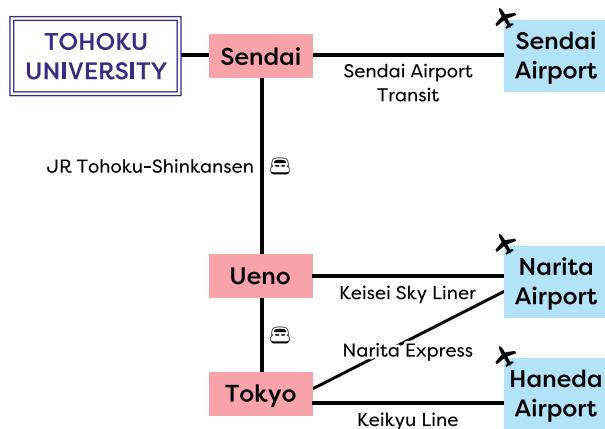 TOHOKU
UNIVERSITY
Sendai
Sendai
Airport
Sendai Airport
Transit
JR Tohoku-Shinkansen
Ueno
Keisei Sky Liner
Narita
Airport
Narita Express
Tokyo
Keikyu Line
Haneda
Airport